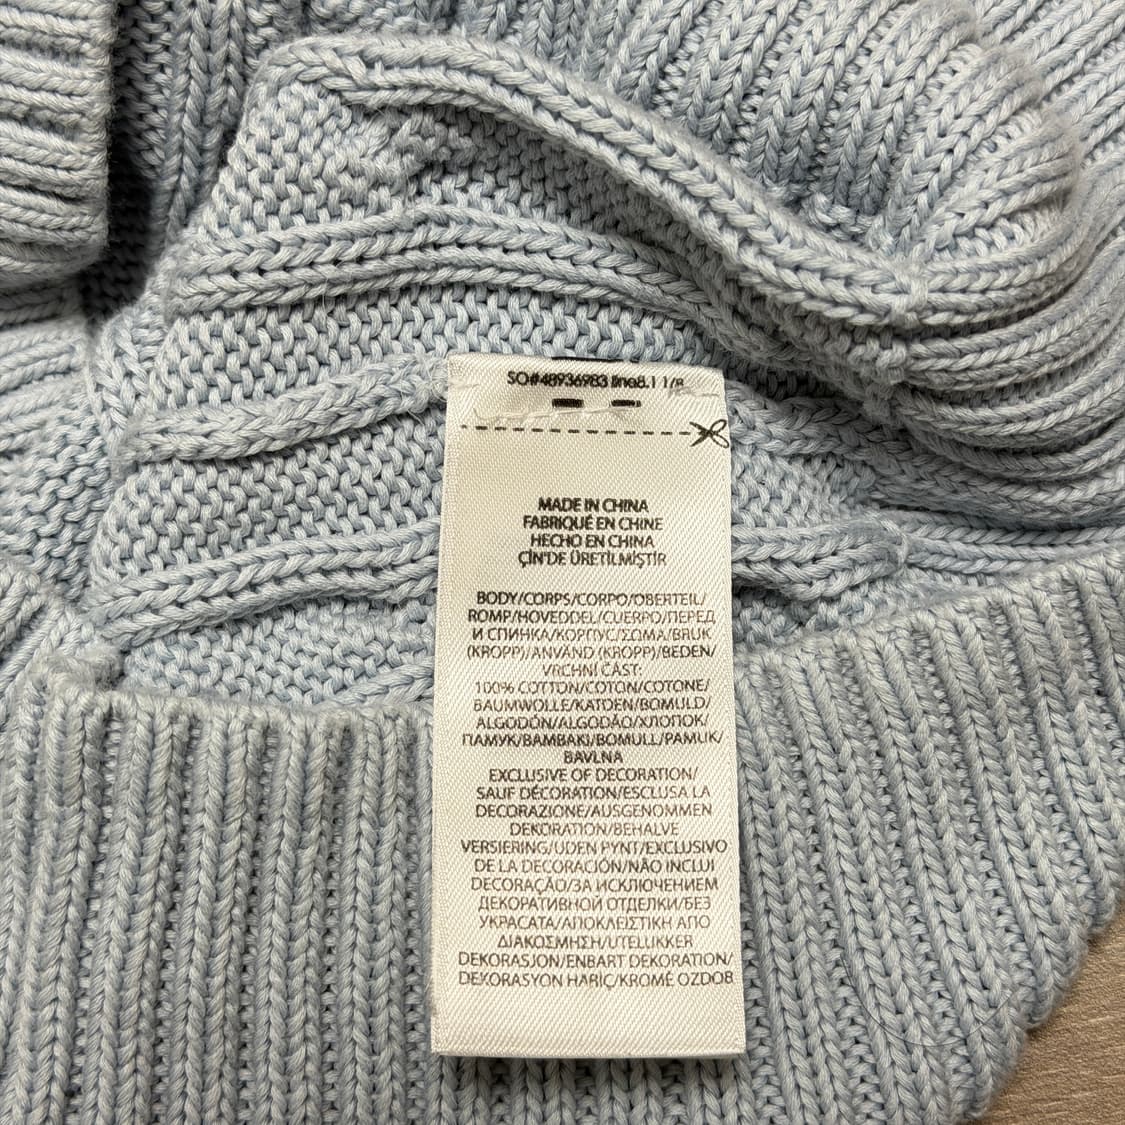 SO#48936983 line8.1 1/8
MADE IN CHINA
FABRIQUÉ EN CHINE
HECHO EN CHINA
ÇİN'DE ÜRETİLMİŞTİR
BODY/CORPS/CORPO/OBERTEIL/
ROMP/HOVEDDEL/CUERPO/ПЕРЕД
И СПИНКА/КОРПУС/ΣΩΜΑ/BRUK
(KROPP)/ANVÄND (KROPP)/BEDEN/
VRCHNÍ ČÁST:
100% COTTON/COTON/COTONE/
BAUMWOLLE/KATOEN/BOMULD/
ALGODÓN/ALGODÃO/ХЛОПОК/
ПАМУК/ΒΑΜΒΑΚΙ/BOMULL/PAMUK/
BAVLNA
EXCLUSIVE OF DECORATION/
SAUF DÉCORATION/ESCLUSA LA
DECORAZIONE/AUSGENOMMEN
DEKORATION/BEHALVE
VERSIERING/UDEN PYNT/EXCLUSIVO
DE LA DECORACIÓN/NÃO INCLUI
DECORAÇÃO/ЗА ИСКЛЮЧЕНИЕМ
ДЕКОРАТИВНОЙ ОТДЕЛКИ/БЕЗ
УКРАСАТА/ΑΠΟΚΛΕΙΣΤΙΚΗ ΑΠΟ
ΔΙΑΚΟΣΜΗΣΗ/UTELUKKER
DEKORASJON/ENBART DEKORATION/
DEKORASYON HARİÇ/KROMĚ OZDOB